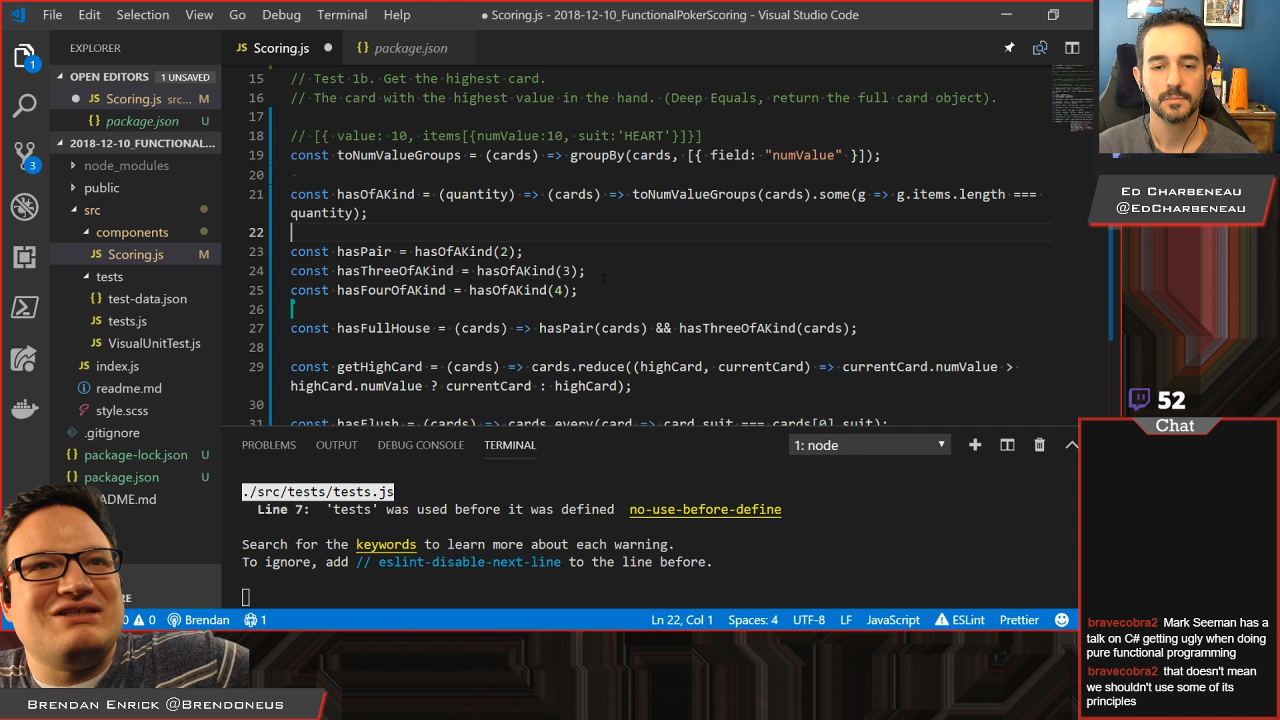 File Edit Selection View Go Debug Terminal Help
● Scoring.js - 2018-12-10_FunctionalPokerScoring - Visual Studio Code
EXPLORER
OPEN EDITORS 1 UNSAVED
JS Scoring.js src... M
{} package.json U
2018-12-10_FUNCTIONAL...
node_modules
public
src
components
JS Scoring.js M
tests
{} test-data.json
JS tests.js
JS VisualUnitTest.js
JS index.js
readme.md
style.scss
.gitignore
{} package-lock.json U
{} package.json U
1
3
JS Scoring.js ●
{} package.json
15 // Test 1b. Get the highest card.
16 // The card with the highest value in the hand. (Deep Equals, return the full card object).
17
18 // [{ value: 10, items[{numValue:10, suit:'HEART'}]}]
19 const toNumValueGroups = (cards) => groupBy(cards, [{ field: "numValue" }]);
20
21 const hasOfAKind = (quantity) => (cards) => toNumValueGroups(cards).some(g => g.items.length ===
quantity);
22
23 const hasPair = hasOfAKind(2);
24 const hasThreeOfAKind = hasOfAKind(3);
25 const hasFourOfAKind = hasOfAKind(4);
26
27 const hasFullHouse = (cards) => hasPair(cards) && hasThreeOfAKind(cards);
28
29 const getHighCard = (cards) => cards.reduce((highCard, currentCard) => currentCard.numValue >
highCard.numValue ? currentCard : highCard);
30
31 const hasFlush = (cards) => cards.every(card => card.suit === cards[0].suit);
PROBLEMS OUTPUT DEBUG CONSOLE TERMINAL
1: node
./src/tests/tests.js
Line 7: 'tests' was used before it was defined no-use-before-define
Search for the keywords to learn more about each warning.
To ignore, add // eslint-disable-next-line to the line before.
0 Brendan 1
Ln 22, Col 1 Spaces: 4 UTF-8 LF JavaScript ESLint Prettier
Ed Charbeneau
@EdCharbeneau
52
Chat
bravecobra2 Mark Seeman has a
talk on C# getting ugly when doing
pure functional programming
bravecobra2 that doesn't mean
we shouldn't use some of its
principles
Brendan Enrick @Brendoneus